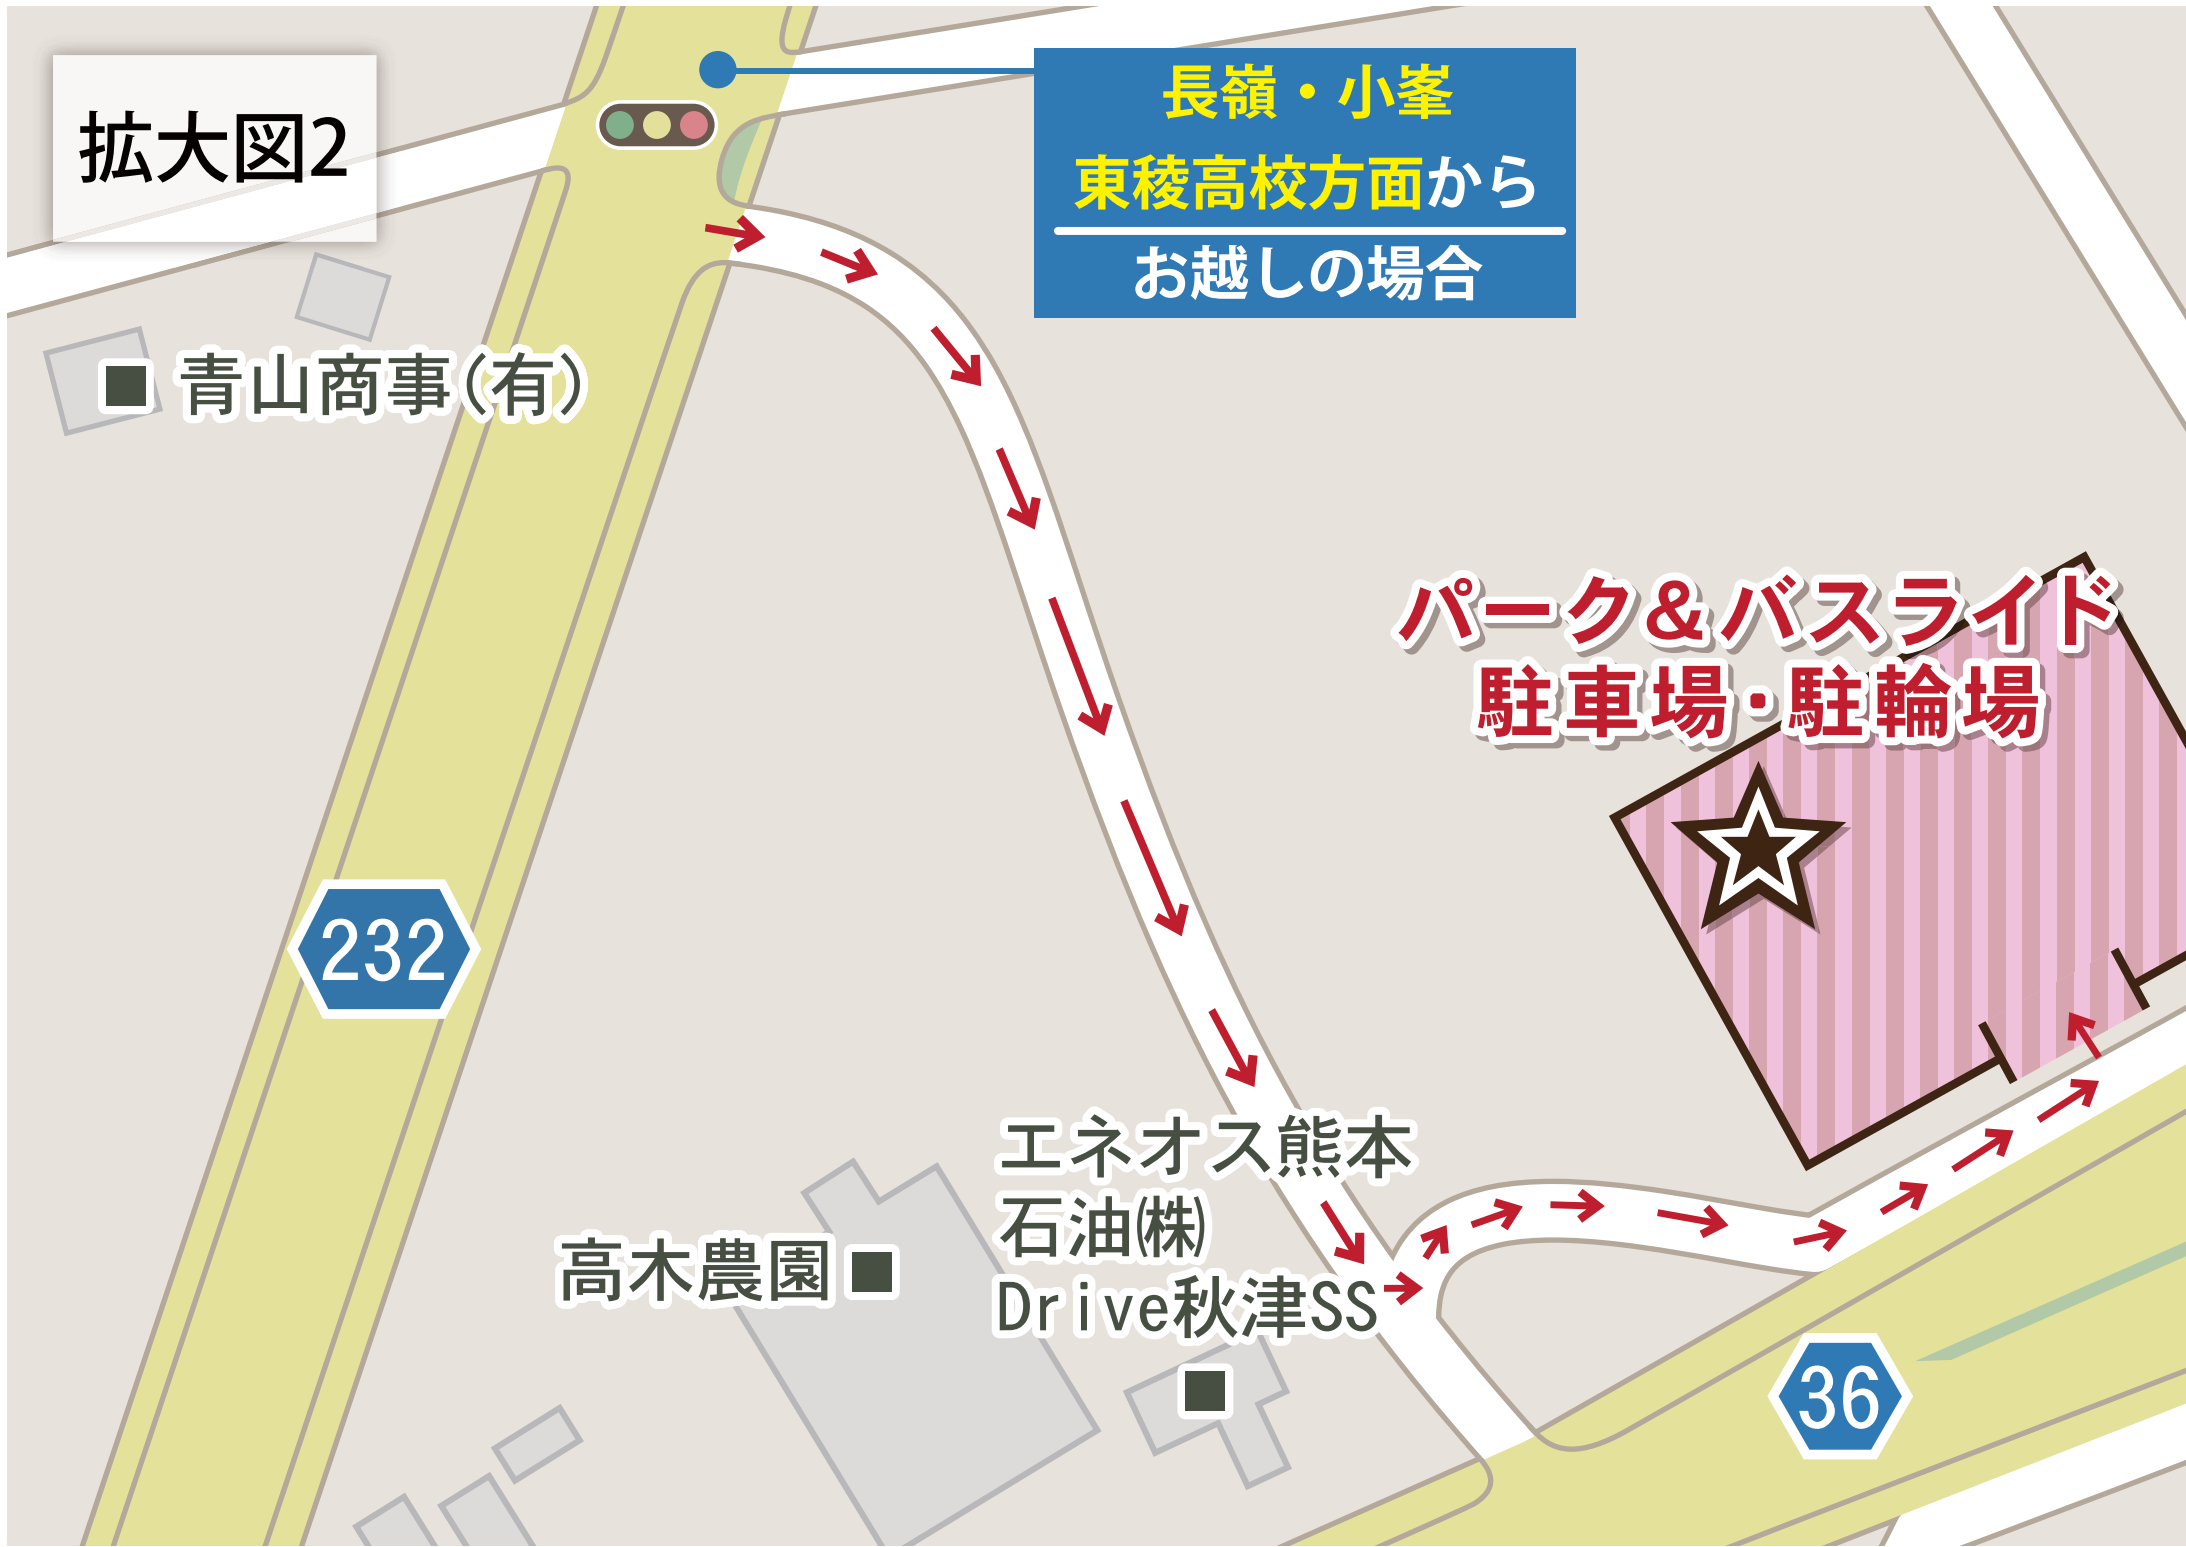 拡大図2
長嶺・小峯
東稜高校方面から
お越しの場合
青山商事(有)
パーク&バスライド
駐車場・駐輪場
232
エネオス熊本
石油㈱
Drive秋津SS
高木農園
36